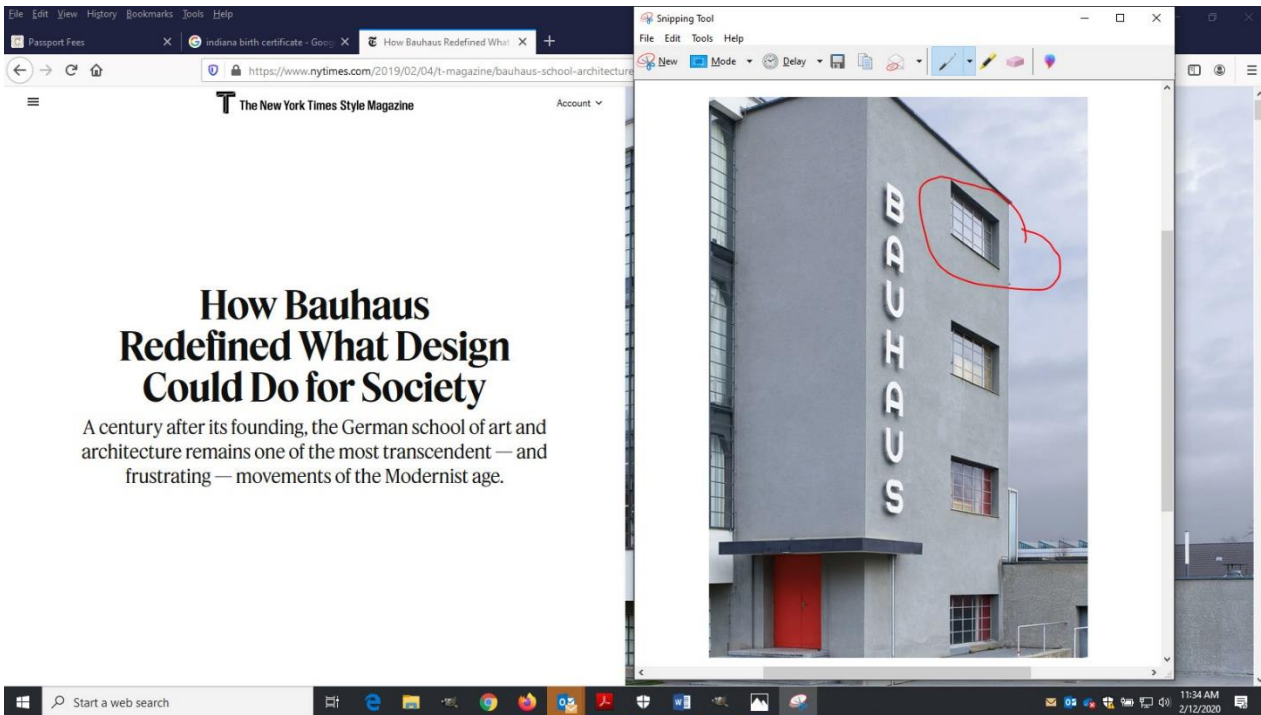 File Edit View History Bookmarks Tools Help
Passport Fees
indiana birth certificate - Goog
How Bauhaus Redefined What
https://www.nytimes.com/2019/02/04/t-magazine/bauhaus-school-architecture
The New York Times Style Magazine
Account
How Bauhaus
Redefined What Design
Could Do for Society
A century after its founding, the German school of art and
architecture remains one of the most transcendent — and
frustrating — movements of the Modernist age.
Snipping Tool
File Edit Tools Help
New Mode Delay
BAUHAUS
Start a web search
11:34 AM
2/12/2020